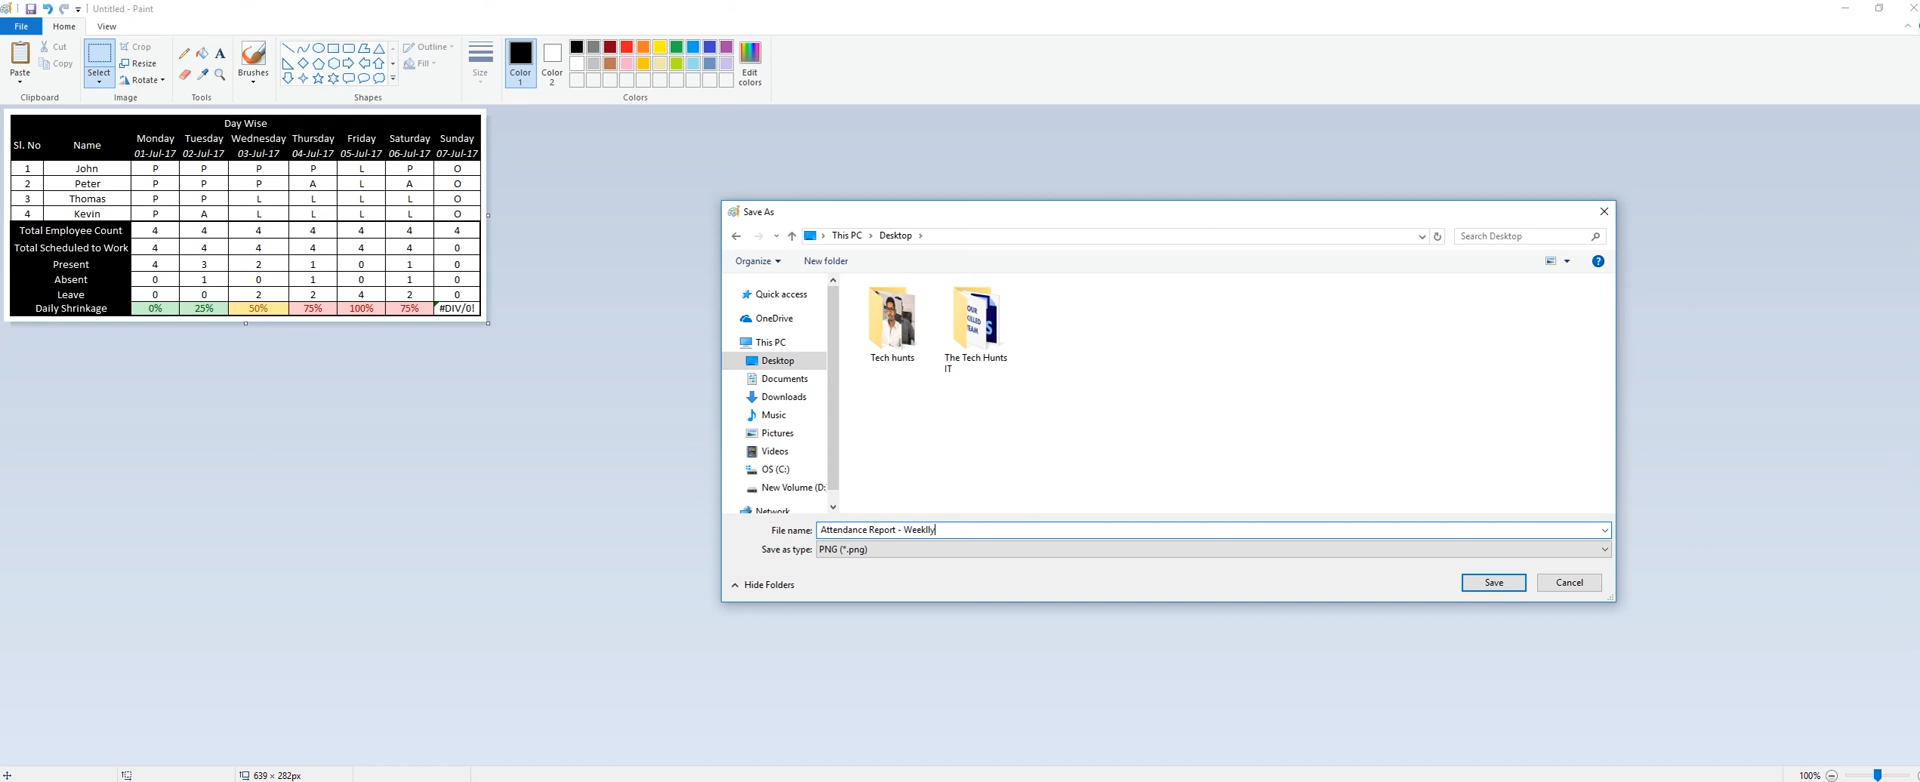 Untitled - Paint
File Home View
Paste
Cut
Copy
Clipboard
Select
Crop
Resize
Rotate
Image
A
Tools
Brushes
Outline
Fill
Shapes
Size
Color 1
Color 2
Edit colors
Colors
Day Wise
Sl. No Name Monday Tuesday Wednesday Thursday Friday Saturday Sunday
01-Jul-17 02-Jul-17 03-Jul-17 04-Jul-17 05-Jul-17 06-Jul-17 07-Jul-17
1 John P P P P L P O
2 Peter P P P A L A O
3 Thomas P P L L L L O
4 Kevin P A L L L L O
Total Employee Count 4 4 4 4 4 4 4
Total Scheduled to Work 4 4 4 4 4 4 0
Present 4 3 2 1 0 1 0
Absent 0 1 0 1 0 1 0
Leave 0 0 2 2 4 2 0
Daily Shrinkage 0% 25% 50% 75% 100% 75% #DIV/0!
Save As
This PC > Desktop >
Search Desktop
Organize New folder
?
Quick access
OneDrive
This PC
Desktop
Documents
Downloads
Music
Pictures
Videos
OS (C:)
New Volume (D:
Network
Tech hunts
OUR
TEAM
S
The Tech Hunts
IT
File name: Attendance Report - Weeklly
Save as type: PNG (*.png)
Hide Folders
Save Cancel
639 × 282px
100%